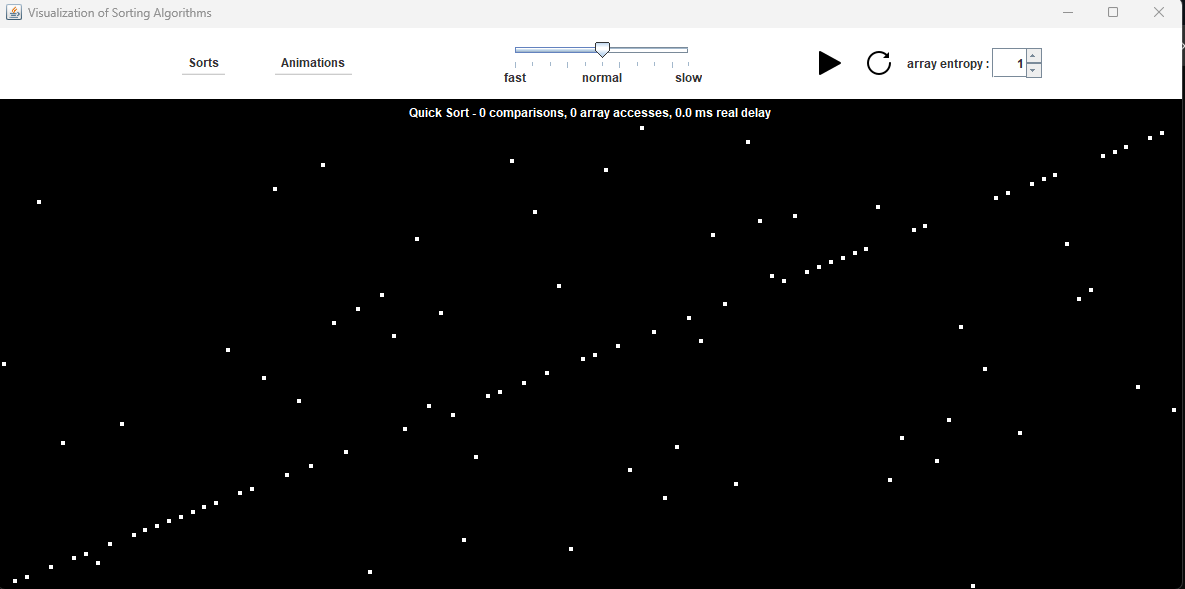 Visualization of Sorting Algorithms
Sorts Animations
fast normal slow
array entropy : 1
Quick Sort - 0 comparisons, 0 array accesses, 0.0 ms real delay